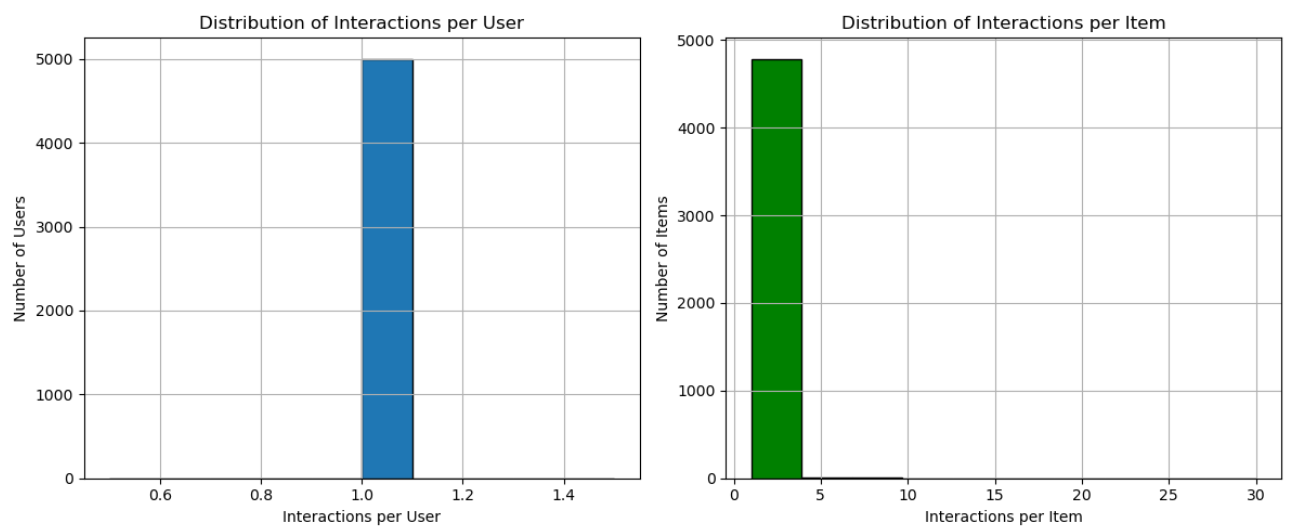 Distribution of Interactions per User
Number of Users
5000
4000
3000
2000
1000
0
0.6 0.8 1.0 1.2 1.4
Interactions per User
Distribution of Interactions per Item
Number of Items
5000
4000
3000
2000
1000
0
0 5 10 15 20 25 30
Interactions per Item